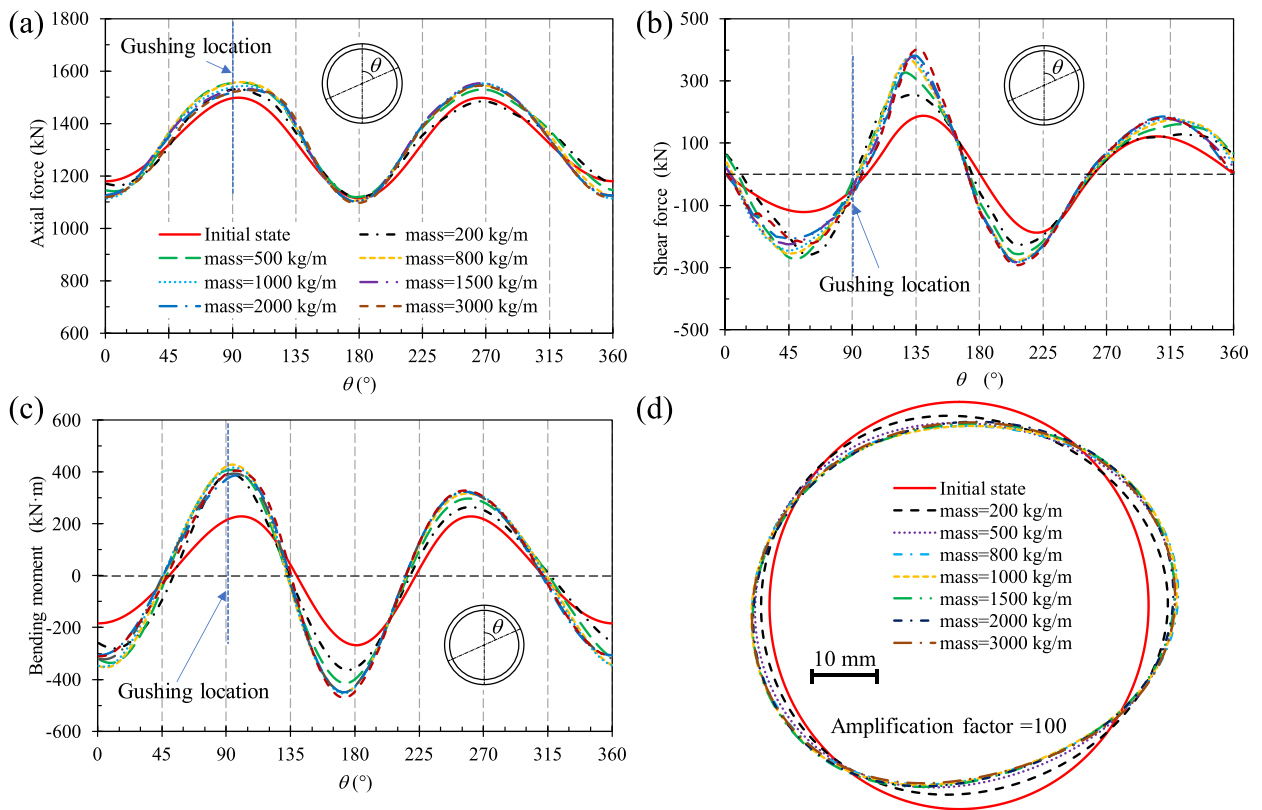 (a)
1800
1600
1400
1200
1000
800
600
Axial force (kN)
Gushing location
θ
Initial state
mass=200 kg/m
mass=500 kg/m
mass=800 kg/m
mass=1000 kg/m
mass=1500 kg/m
mass=2000 kg/m
mass=3000 kg/m
0 45 90 135 180 225 270 315 360
θ (°)
(b)
500
300
100
-100
-300
-500
Shear force (kN)
θ
Gushing location
0 45 90 135 180 225 270 315 360
θ (°)
(c)
600
400
200
0
-200
-400
-600
Bending moment (kN·m)
θ
Gushing location
0 45 90 135 180 225 270 315 360
θ (°)
(d)
Initial state
mass=200 kg/m
mass=500 kg/m
mass=800 kg/m
mass=1000 kg/m
mass=1500 kg/m
mass=2000 kg/m
mass=3000 kg/m
10 mm
Amplification factor =100